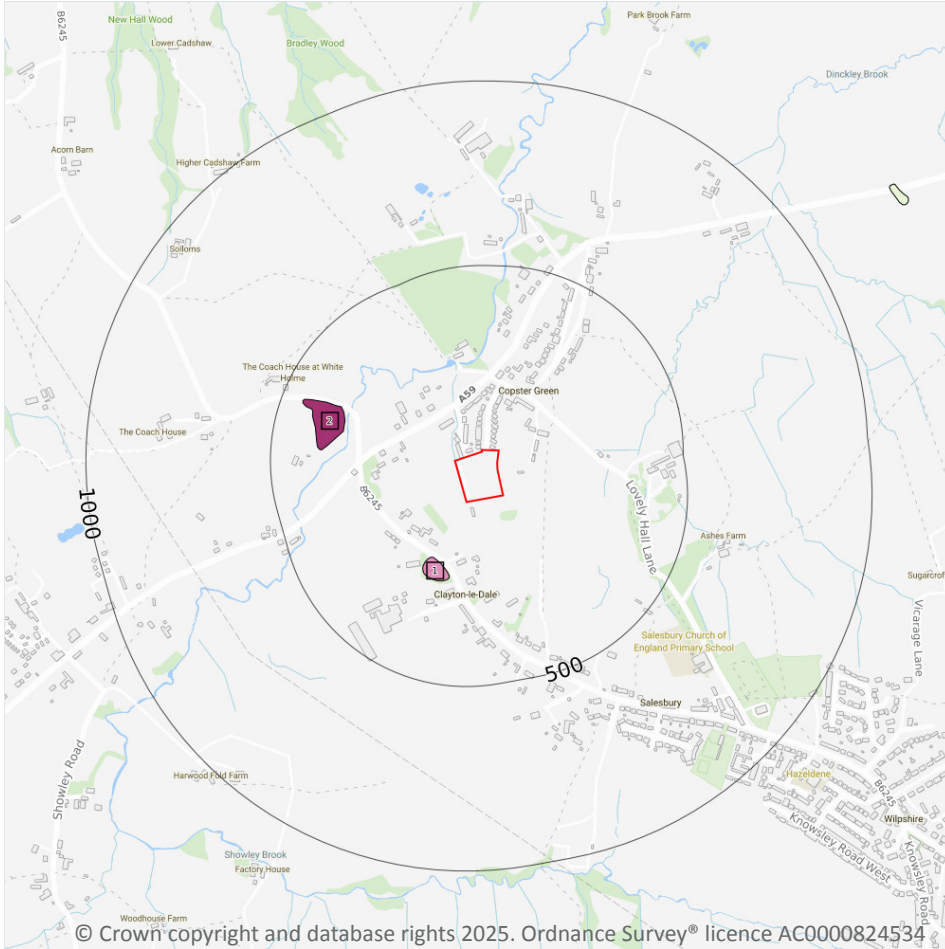 B6245
New Hall Wood
Lower Cadshaw
Bradley Wood
Park Brook Farm
Dinckley Brook
Acorn Barn
Higher Cadshaw Farm
Solloms
The Coach House at White
Holme
A59
Copster Green
2
The Coach House
B6245
1000
Lovely Hall Lane
Ashes Farm
1
Clayton-le-Dale
Sugarcrof
Vicarage Lane
Salesbury Church of
England Primary School
500
Salesbury
Showley Road
Harwood Fold Farm
Hazeldene
B6245
Wilpshire
Knowsley Road West
Knowsley Road
Showley Brook
Factory House
Woodhouse Farm
© Crown copyright and database rights 2025. Ordnance Survey® licence AC0000824534